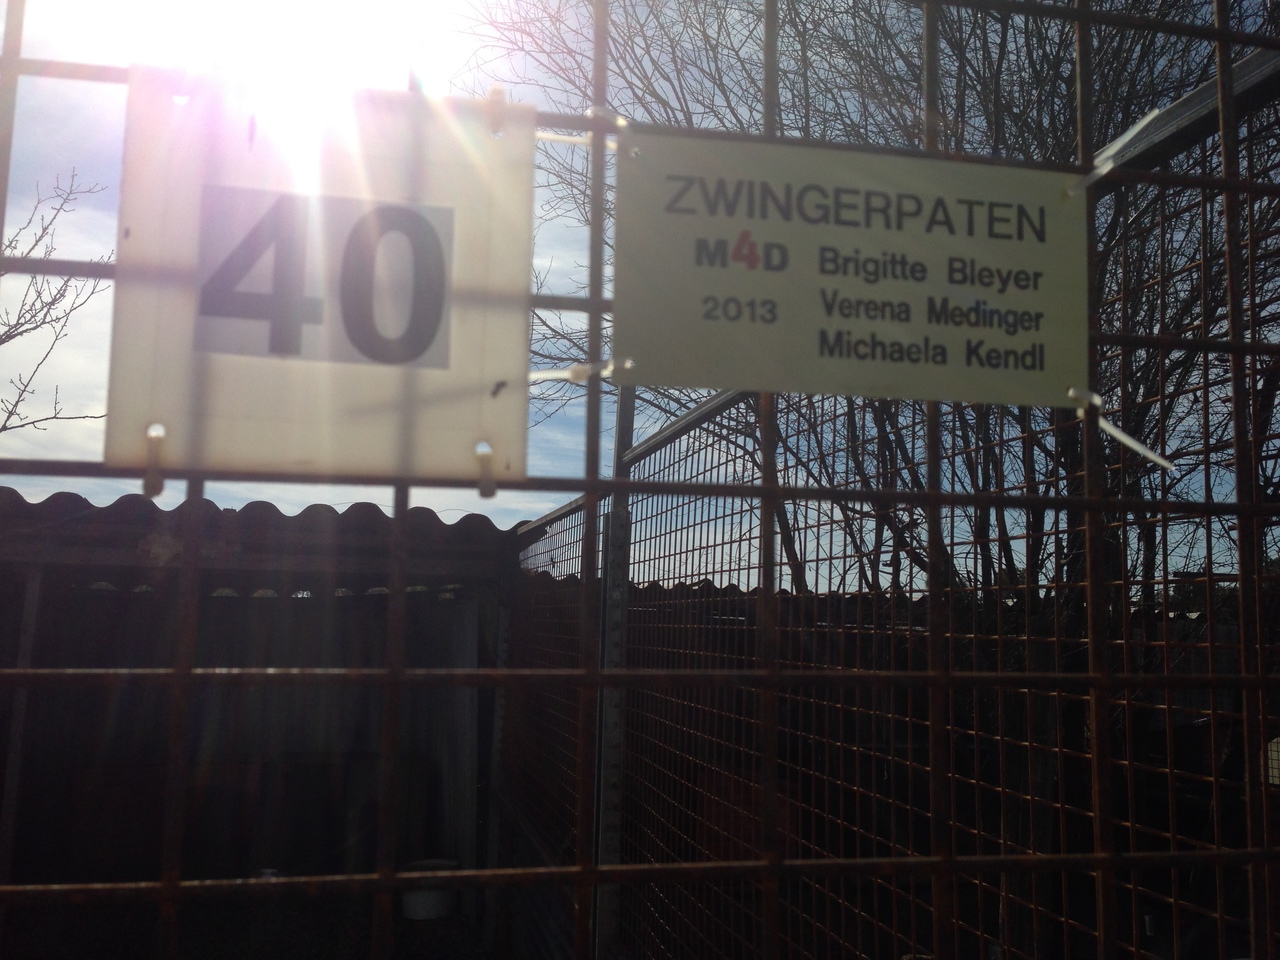 40
ZWINGERPATEN
M4D Brigitte Bleyer
2013 Verena Medinger
Michaela Kendl